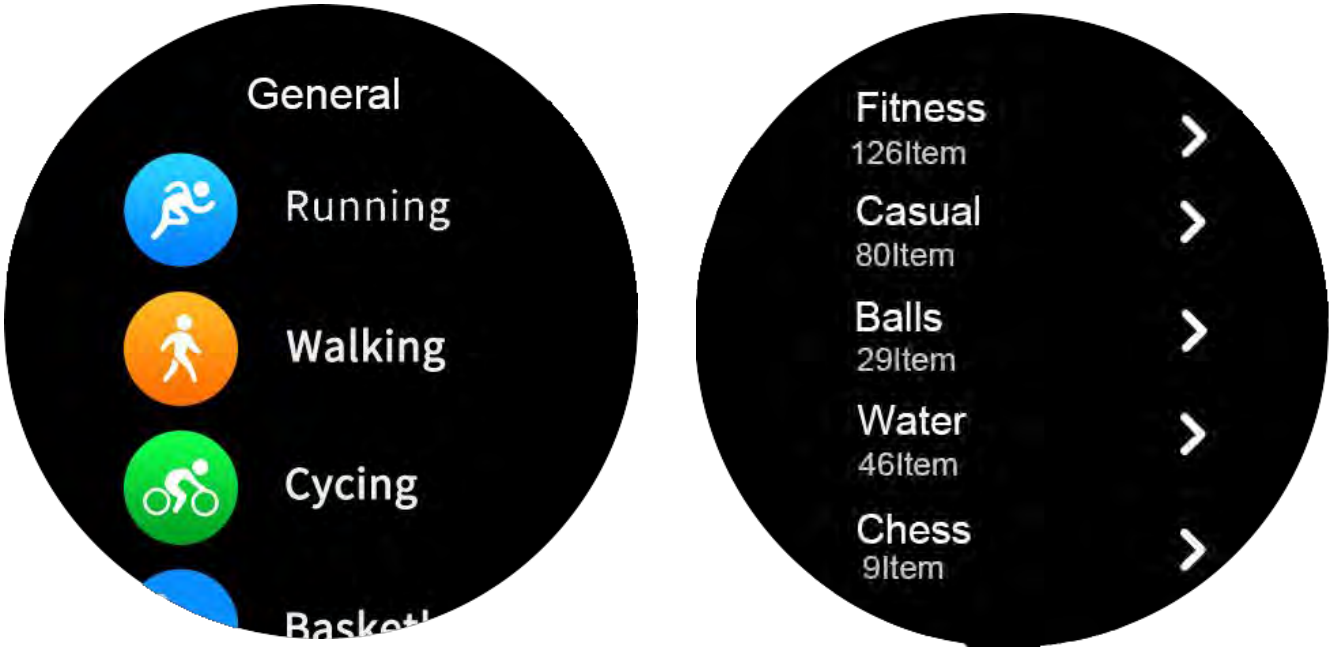 General
Running
Walking
Cycing
Fitness
126Item
Casual
80Item
Balls
29Item
Water
46Item
Chess
9Item